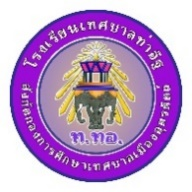 โรงเรียนเทศบาลท่าอิฐ
สังกัดกองการศึกษาเทศบาลเมืองอุตรดิตถ์
ท.ท.อ.